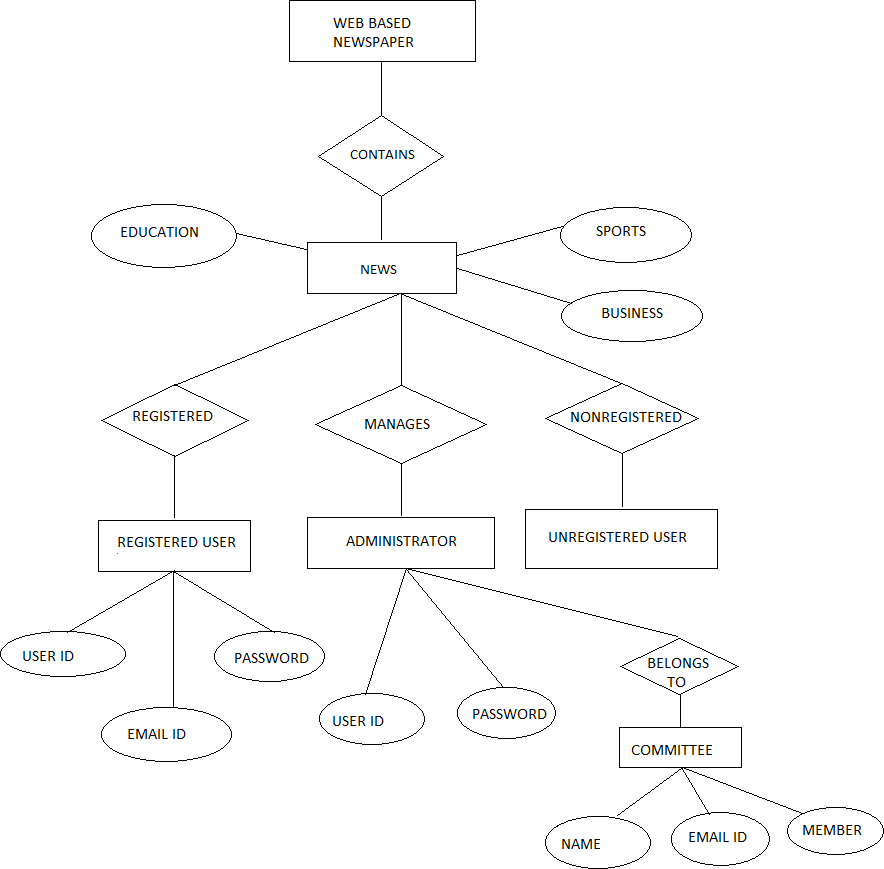 WEB BASED
NEWSPAPER
CONTAINS
EDUCATION
SPORTS
NEWS
BUSINESS
REGISTERED
MANAGES
NONREGISTERED
REGISTERED USER
ADMINISTRATOR
UNREGISTERED USER
USER ID
PASSWORD
BELONGS
TO
EMAIL ID
USER ID
PASSWORD
COMMITTEE
NAME
EMAIL ID
MEMBER